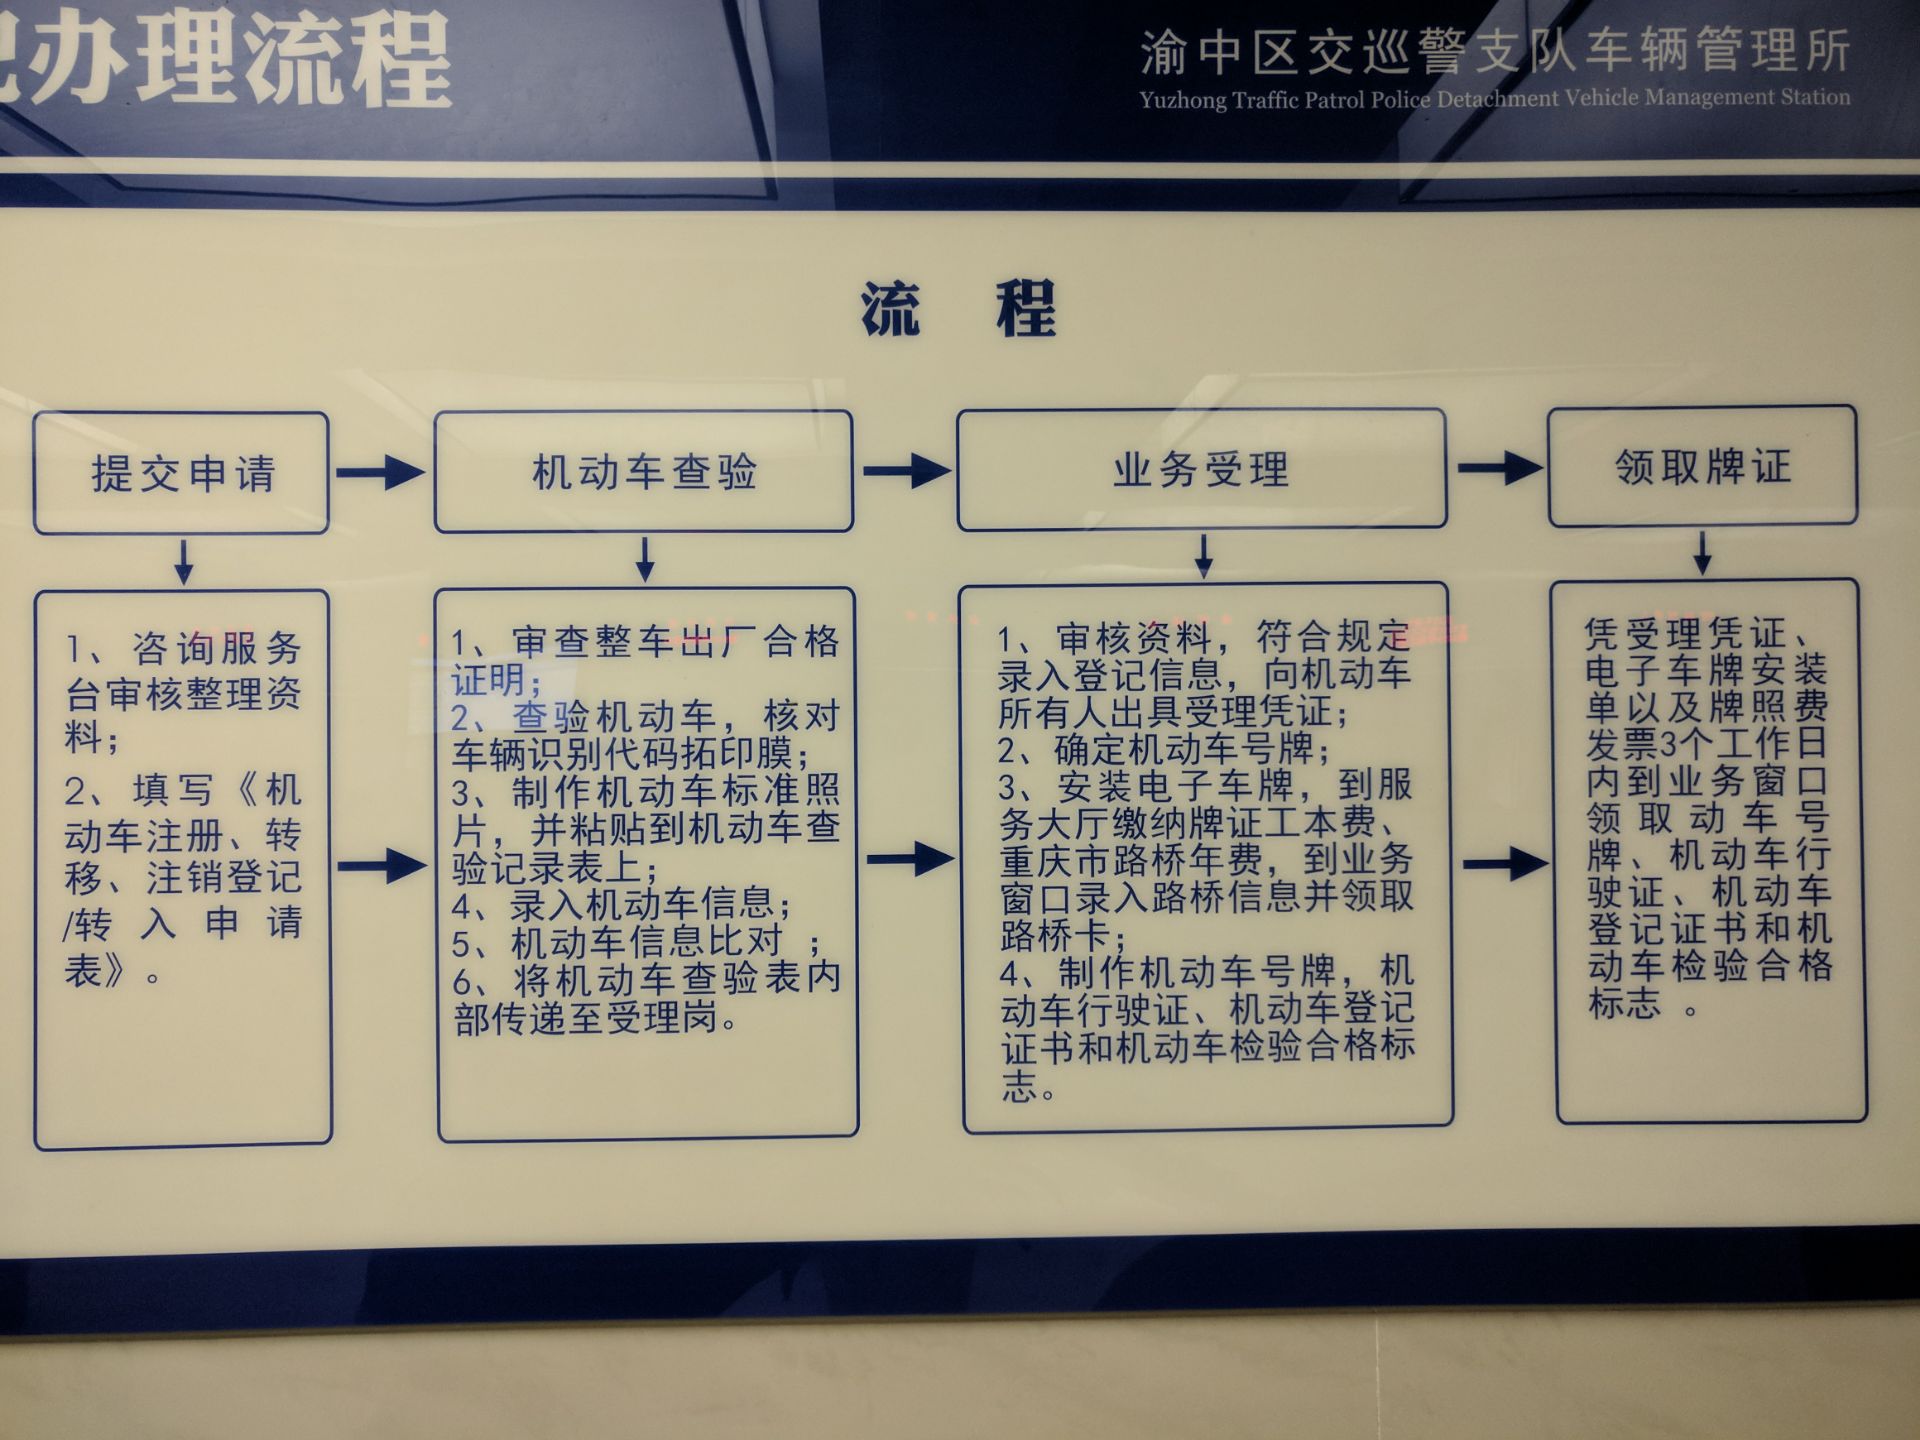 办理流程
渝中区交巡警支队车辆管理所
Yuzhong Traffic Patrol Police Detachment Vehicle Management Station
流 程
提交申请
机动车查验
业务受理
领取牌证
1、咨询服务
台审核整理资
料；
2、填写《机
动车注册、转
移、注销登记
/转入申请
表》。
1、审查整车出厂合格
证明；
2、查验机动车，核对
车辆识别代码拓印膜；
3、制作机动车标准照
片，并粘贴到机动车查
验记录表上；
4、录入机动车信息；
5、机动车信息比对 ；
6、将机动车查验表内
部传递至受理岗。
1、审核资料，符合规定
录入登记信息，向机动车
所有人出具受理凭证；
2、确定机动车号牌；
3、安装电子车牌，到服
务大厅缴纳牌证工本费、
重庆市路桥年费，到业务
窗口录入路桥信息并领取
路桥卡；
4、制作机动车号牌，机
动车行驶证、机动车登记
证书和机动车检验合格标
志。
凭受理凭证、
电子车牌安装
单以及牌照费
发票3个工作日
内到业务窗口
领取动车号
牌、机动车行
驶证、机动车
登记证书和机
动车检验合格
标志 。